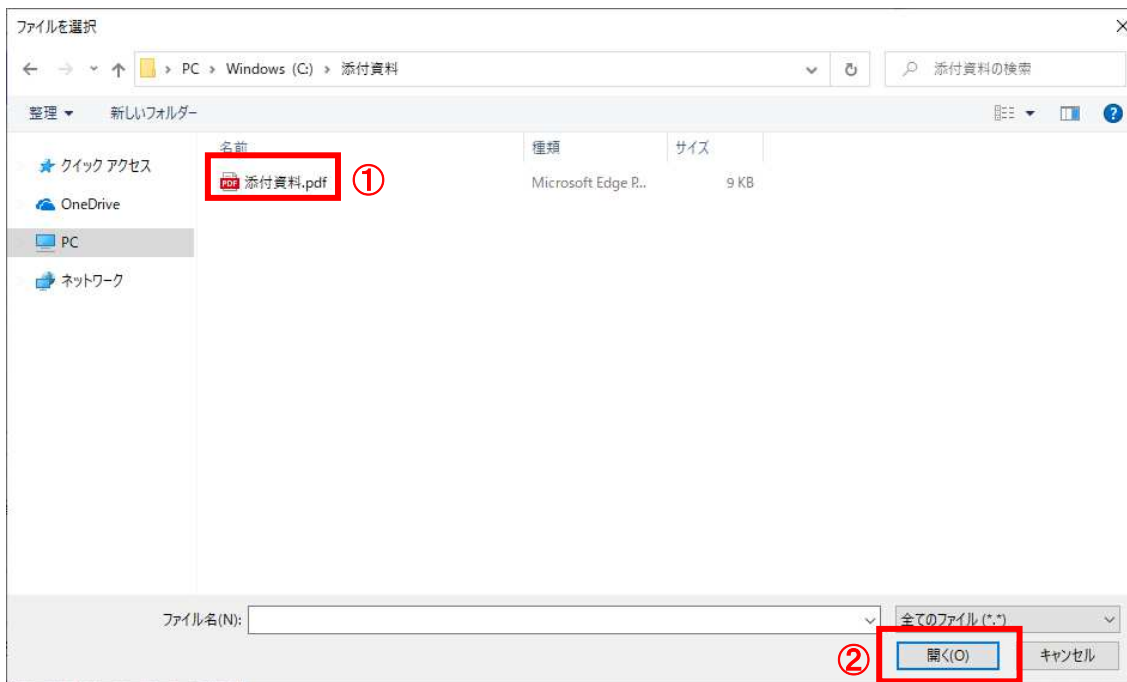 ファイルを選択
PC > Windows (C:) > 添付資料
添付資料の検索
整理
新しいフォルダー
名前
種類
サイズ
クイック アクセス
添付資料.pdf
①
Microsoft Edge P...
9 KB
OneDrive
PC
ネットワーク
ファイル名(N):
全てのファイル (*.*)
②
開く(O)
キャンセル